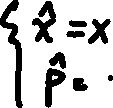 x̂ = x
p̂ =